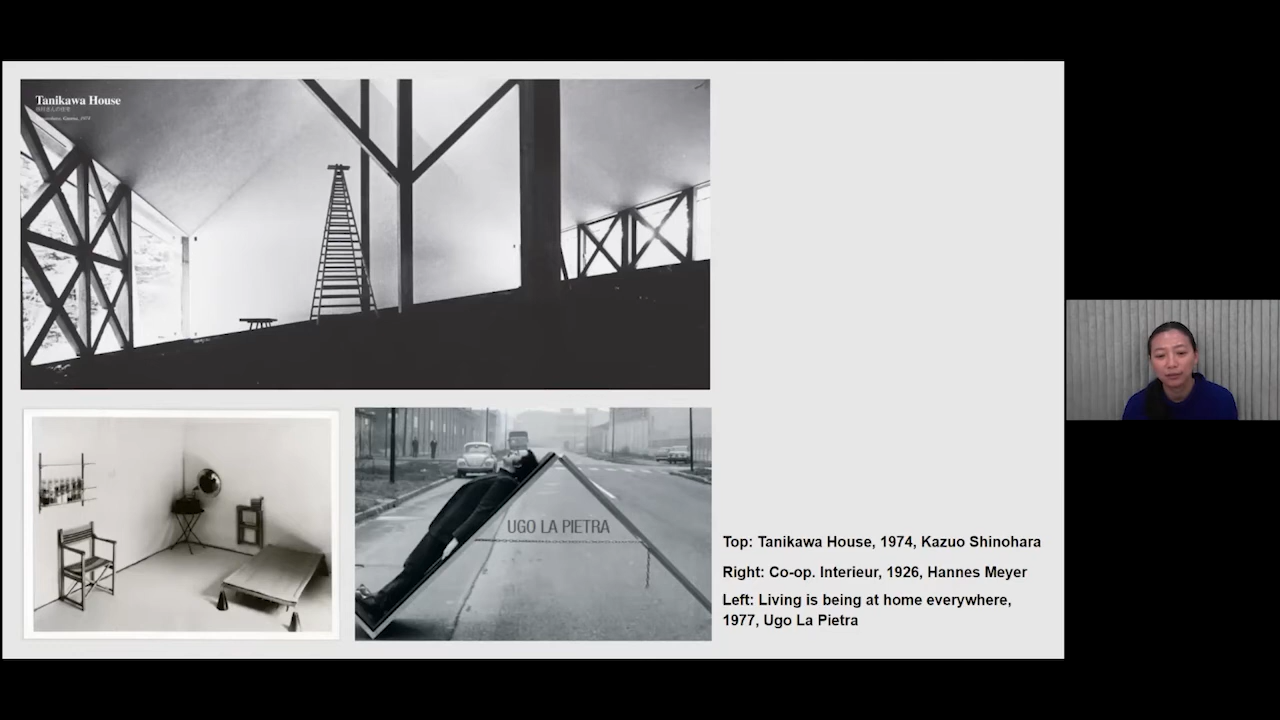 Tanikawa House
UGO LA PIETRA
Top: Tanikawa House, 1974, Kazuo Shinohara
Right: Co-op. Interieur, 1926, Hannes Meyer
Left: Living is being at home everywhere,
1977, Ugo La Pietra